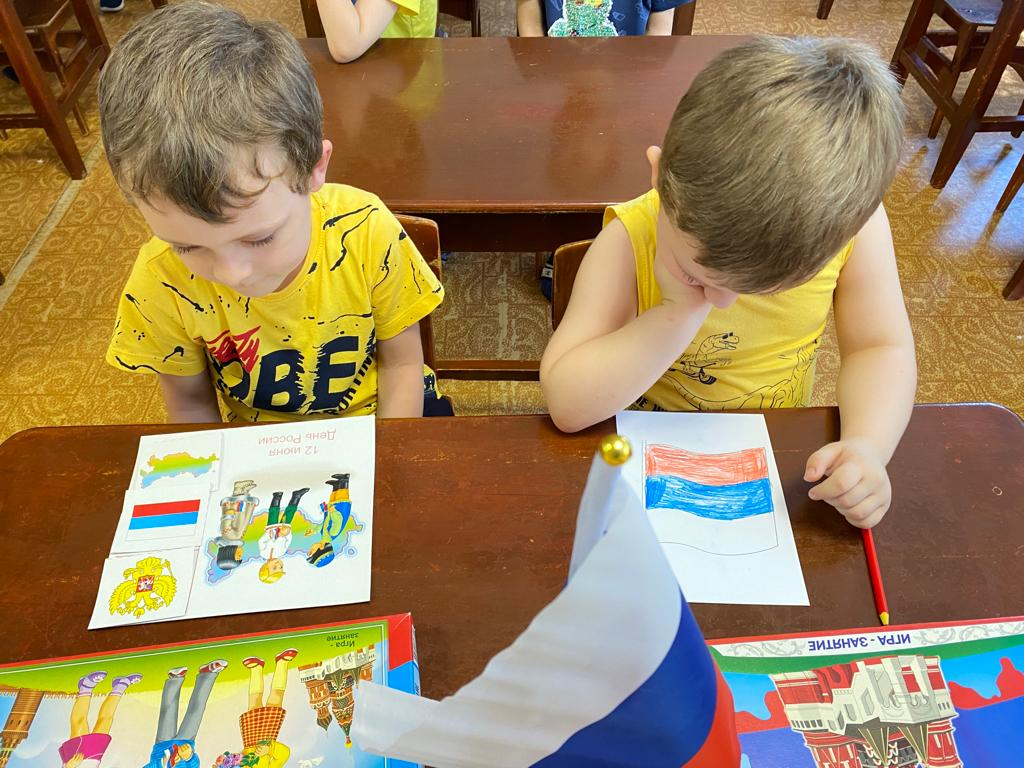 OBE
12 июня
День России
Игра -
занятие
ИГРА - ЗАНЯТИЕ